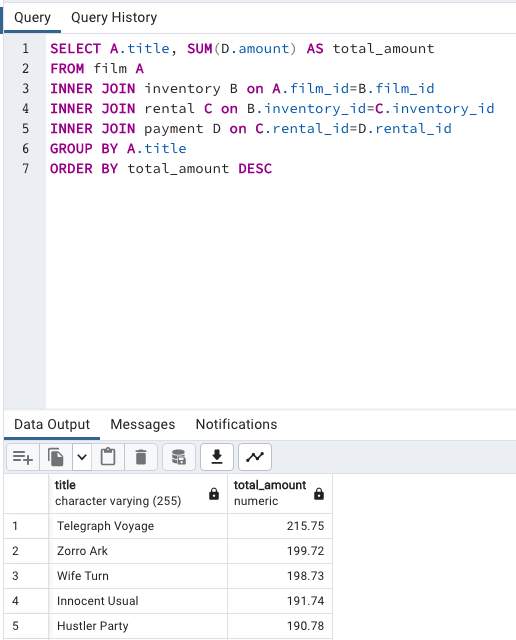 Query Query History
1 SELECT A.title, SUM(D.amount) AS total_amount
2 FROM film A
3 INNER JOIN inventory B on A.film_id=B.film_id
4 INNER JOIN rental C on B.inventory_id=C.inventory_id
5 INNER JOIN payment D on C.rental_id=D.rental_id
6 GROUP BY A.title
7 ORDER BY total_amount DESC
Data Output Messages Notifications
title total_amount
character varying (255) numeric
1 Telegraph Voyage 215.75
2 Zorro Ark 199.72
3 Wife Turn 198.73
4 Innocent Usual 191.74
5 Hustler Party 190.78